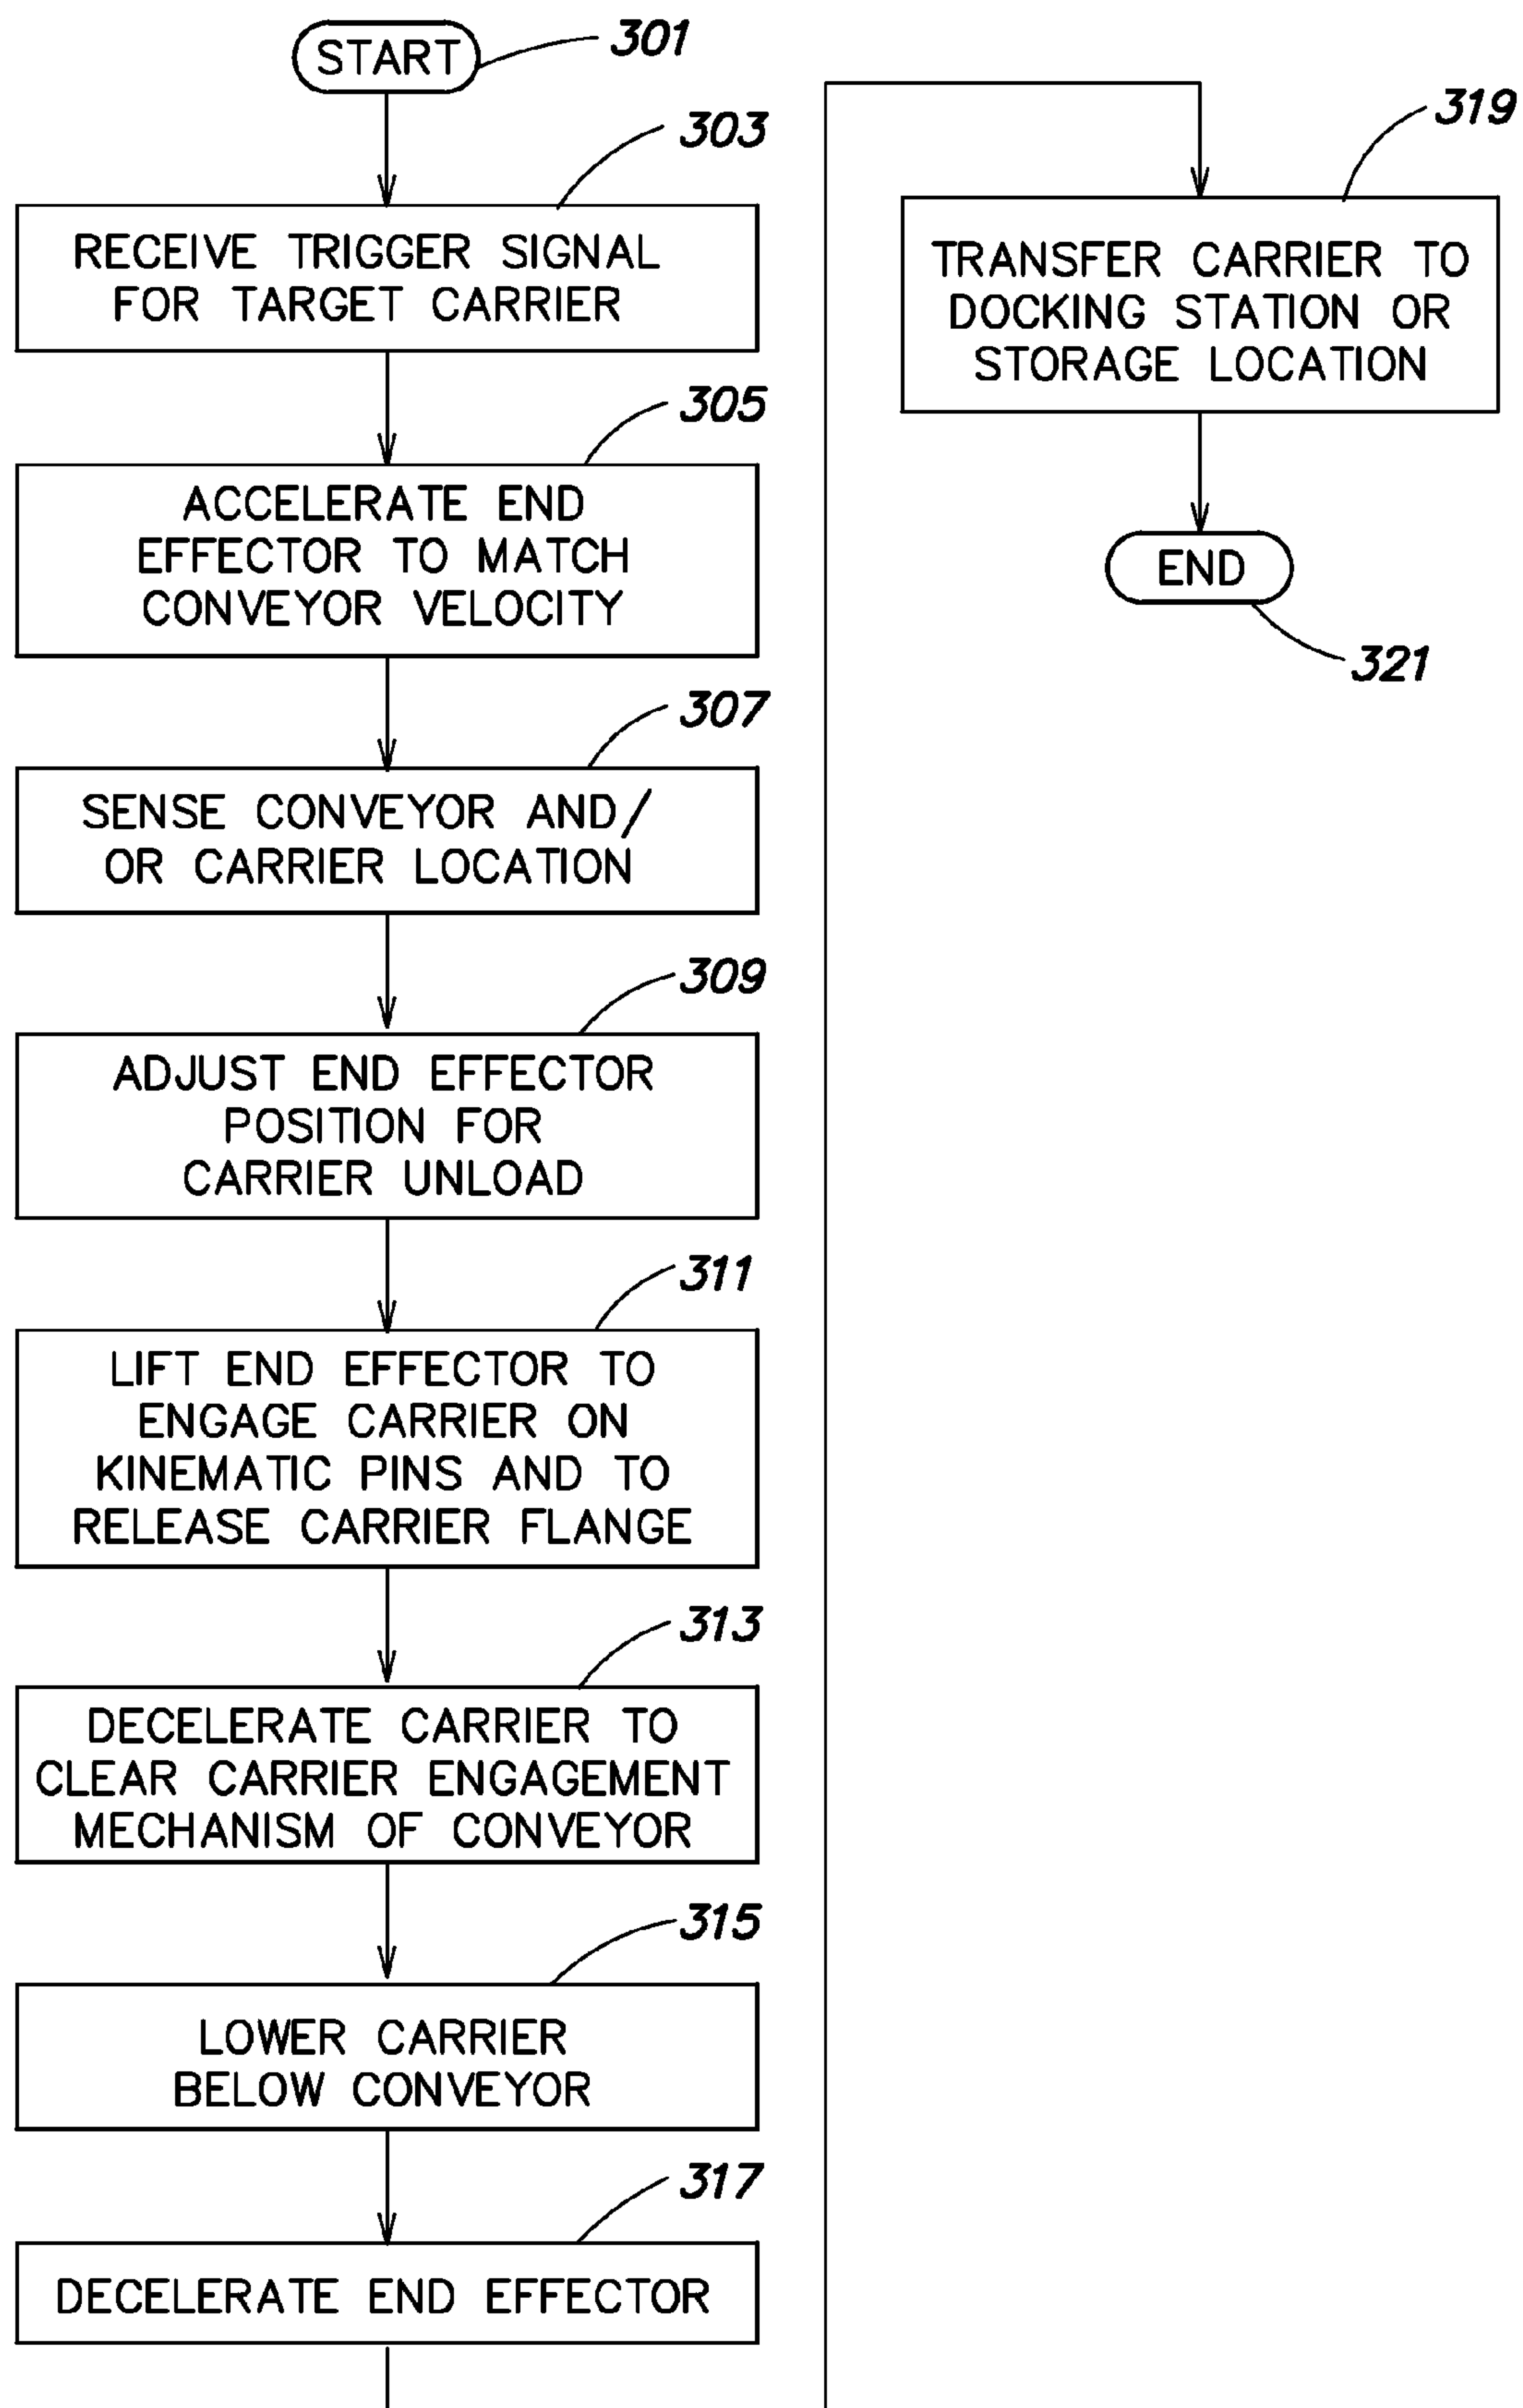 START
301
303
RECEIVE TRIGGER SIGNAL
FOR TARGET CARRIER
305
ACCELERATE END
EFFECTOR TO MATCH
CONVEYOR VELOCITY
307
SENSE CONVEYOR AND/
OR CARRIER LOCATION
309
ADJUST END EFFECTOR
POSITION FOR
CARRIER UNLOAD
311
LIFT END EFFECTOR TO
ENGAGE CARRIER ON
KINEMATIC PINS AND TO
RELEASE CARRIER FLANGE
313
DECELERATE CARRIER TO
CLEAR CARRIER ENGAGEMENT
MECHANISM OF CONVEYOR
315
LOWER CARRIER
BELOW CONVEYOR
317
DECELERATE END EFFECTOR
319
TRANSFER CARRIER TO
DOCKING STATION OR
STORAGE LOCATION
END
321